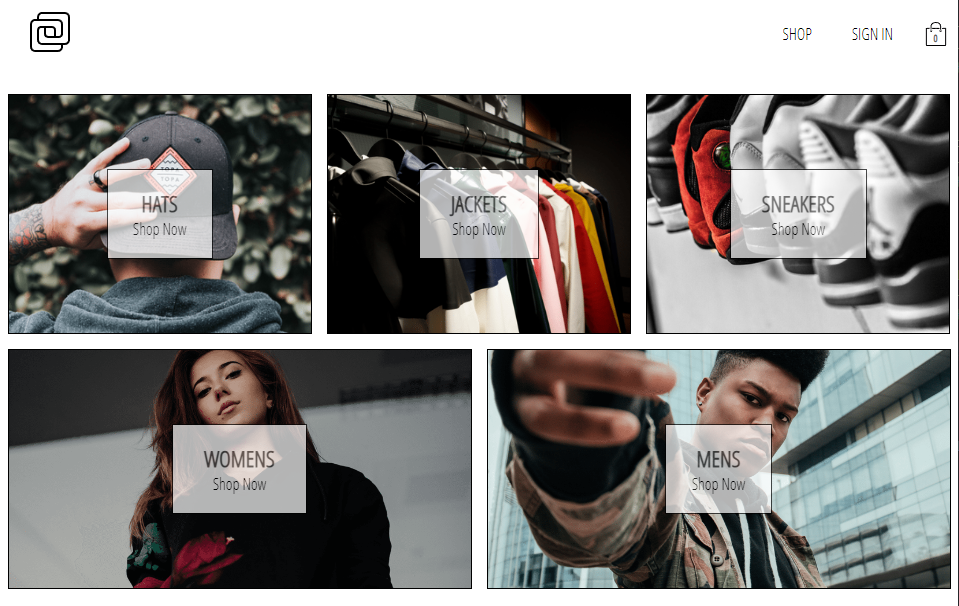 SHOP
SIGN IN
0
TOPA
TOPA
HATS
Shop Now
JACKETS
Shop Now
SNEAKERS
Shop Now
WOMENS
Shop Now
MENS
Shop Now